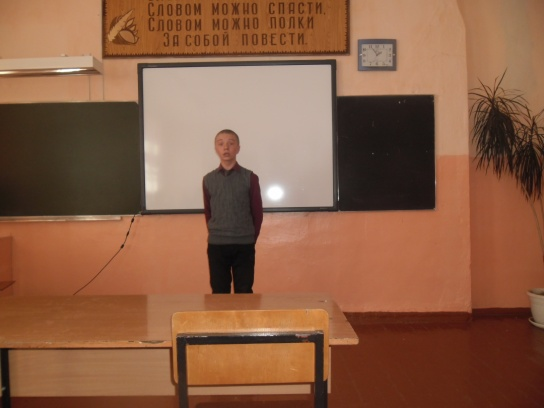 Словом можно спасти,
Словом можно полки
За собой повести.